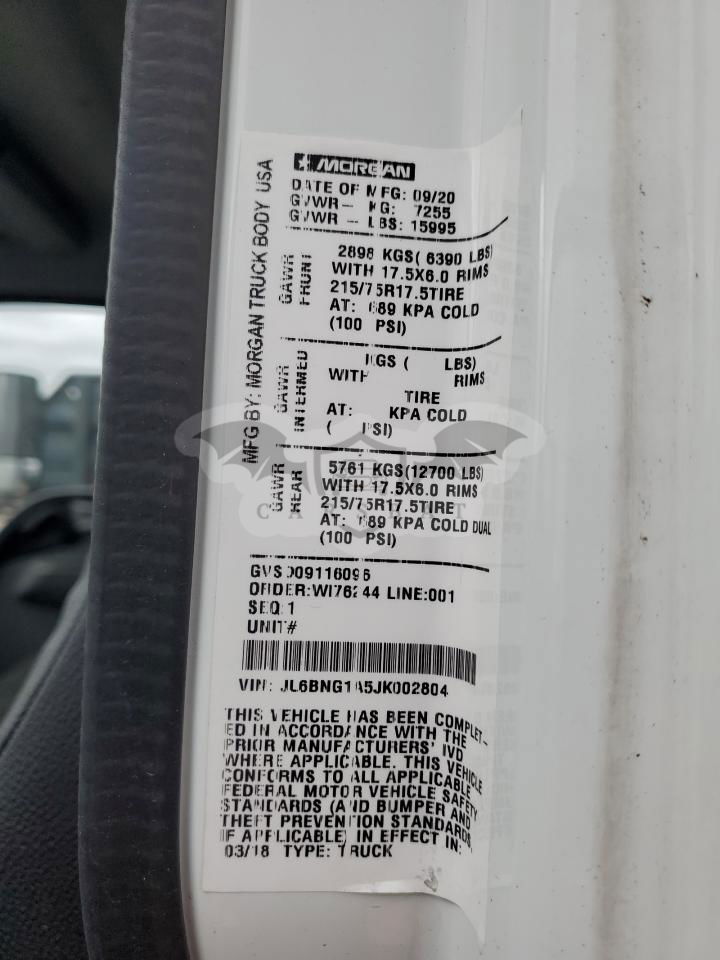 MORGAN
DATE OF MFG: 09/20
GVWR - KG: 7255
GVWR - LBS: 15995
MFG BY: MORGAN TRUCK BODY USA
GAWR FRONT
2898 KGS( 6390 LBS)
WITH 17.5X6.0 RIMS
215/75R17.5TIRE
AT: 689 KPA COLD
(100 PSI)
GAWR INTERMED
KGS ( LBS)
WITH RIMS
TIRE
AT: KPA COLD
( PSI)
GAWR REAR
5761 KGS(12700 LBS)
WITH 17.5X6.0 RIMS
215/75R17.5TIRE
AT: 689 KPA COLD DUAL
(100 PSI)
ORDER:WI76244 LINE:001
SEQ:1
UNIT#
VIN: JL6BNG1A5JK002804
THIS VEHICLE HAS BEEN COMPLET-
ED IN ACCORDANCE WITH THE
PRIOR MANUFACTURERS' IVD
WHERE APPLICABLE. THIS VEHICLE
CONFORMS TO ALL APPLICABLE
FEDERAL MOTOR VEHICLE SAFETY
STANDARDS (AND BUMPER AND
THEFT PREVENTION STANDARDS,
IF APPLICABLE) IN EFFECT IN:
03/18 TYPE: TRUCK